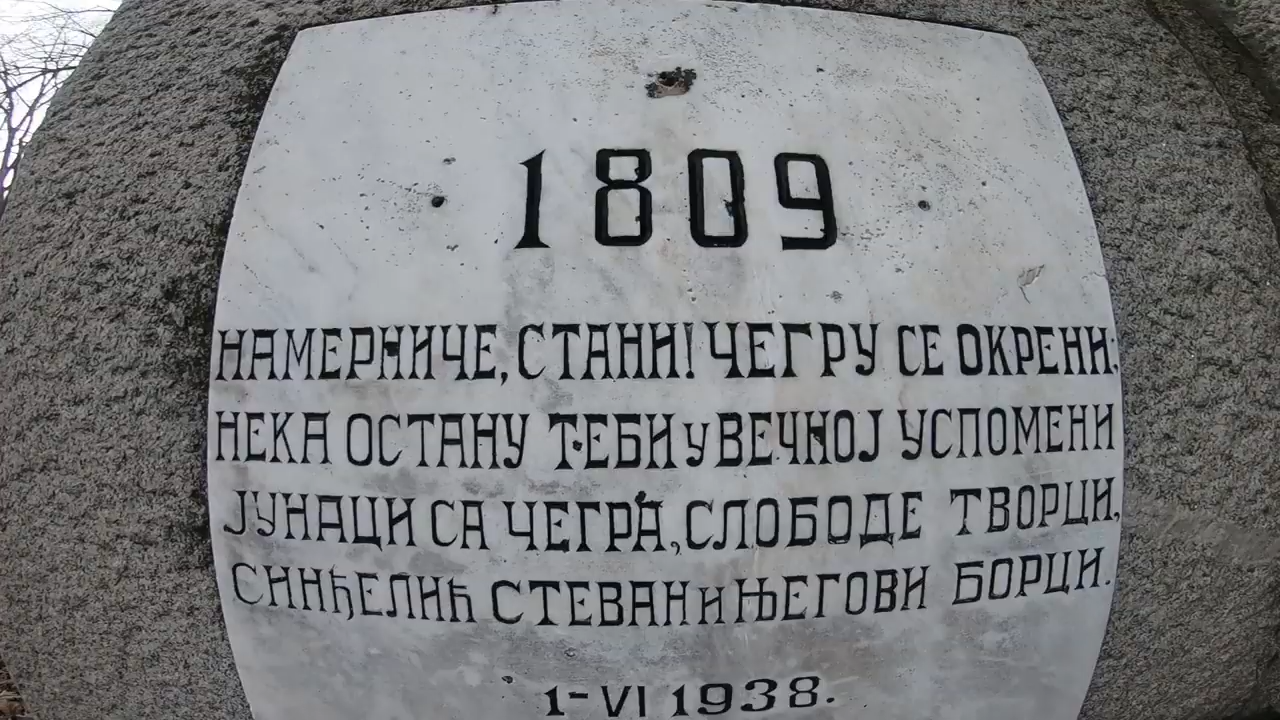 1809
НАМЕРНИЧЕ, СТАНИ! ЧЕГРУ СЕ ОКРЕНИ:
НЕКА ОСТАНУ ТЕБИ У ВЕЧНОЈ УСПОМЕНИ
ЈУНАЦИ СА ЧЕГРА, СЛОБОДЕ ТВОРЦИ,
СИНЂЕЛИЋ СТЕВАН И ЊЕГОВИ БОРЦИ.
1-VI 1938.